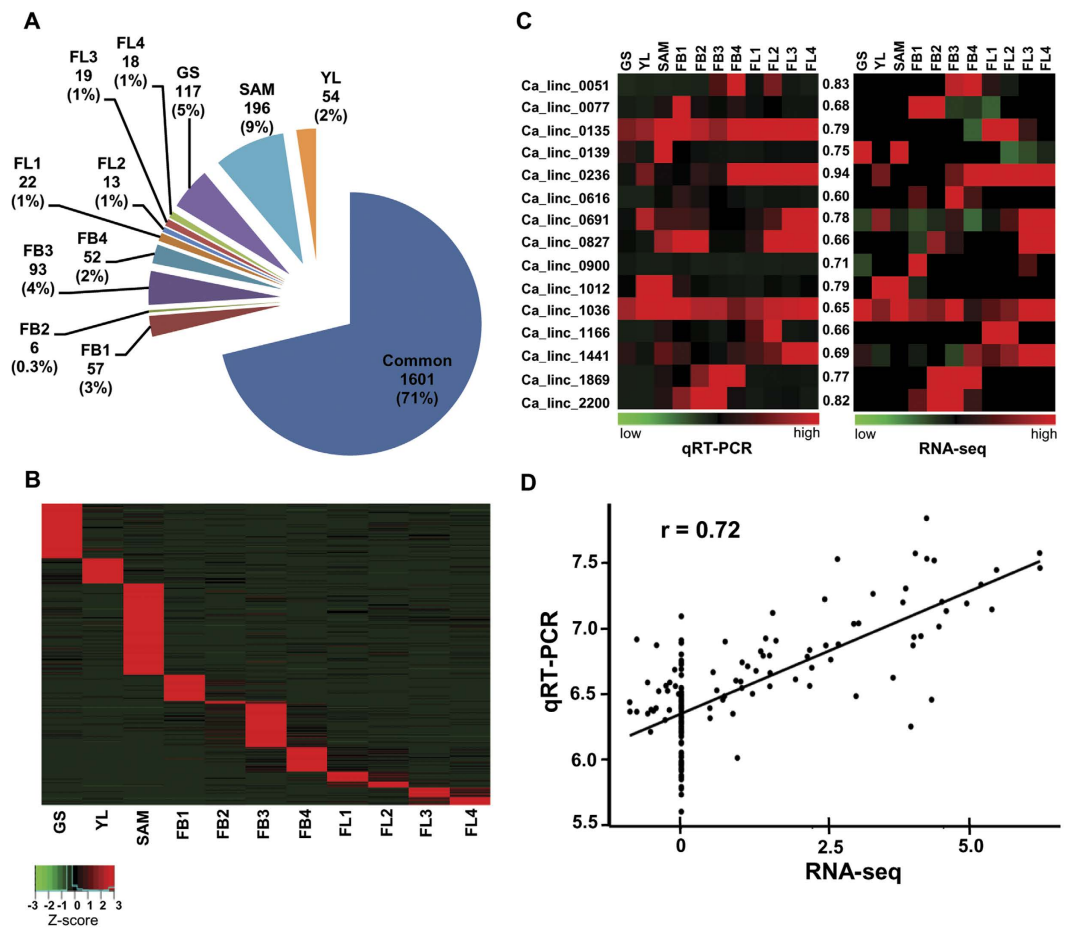 A
FL4
18
(1%)
FL3
19
(1%)
GS
117
(5%)
SAM
196
(9%)
YL
54
(2%)
FL1
22
(1%)
FL2
13
(1%)
FB4
52
(2%)
FB3
93
(4%)
FB2
6
(0.3%)
FB1
57
(3%)
Common
1601
(71%)
B
GS YL SAM FB1 FB2 FB3 FB4 FL1 FL2 FL3 FL4
-3 -2 -1 0 1 2 3
Z-score
C
GS YL SAM FB1 FB2 FB3 FB4 FL1 FL2 FL3 FL4
GS YL SAM FB1 FB2 FB3 FB4 FL1 FL2 FL3 FL4
Ca_linc_0051 0.83
Ca_linc_0077 0.68
Ca_linc_0135 0.79
Ca_linc_0139 0.75
Ca_linc_0236 0.94
Ca_linc_0616 0.60
Ca_linc_0691 0.78
Ca_linc_0827 0.66
Ca_linc_0900 0.71
Ca_linc_1012 0.79
Ca_linc_1036 0.65
Ca_linc_1166 0.66
Ca_linc_1441 0.69
Ca_linc_1869 0.77
Ca_linc_2200 0.82
low high
qRT-PCR
low high
RNA-seq
D
r = 0.72
qRT-PCR
7.5
7.0
6.5
6.0
5.5
0 2.5 5.0
RNA-seq